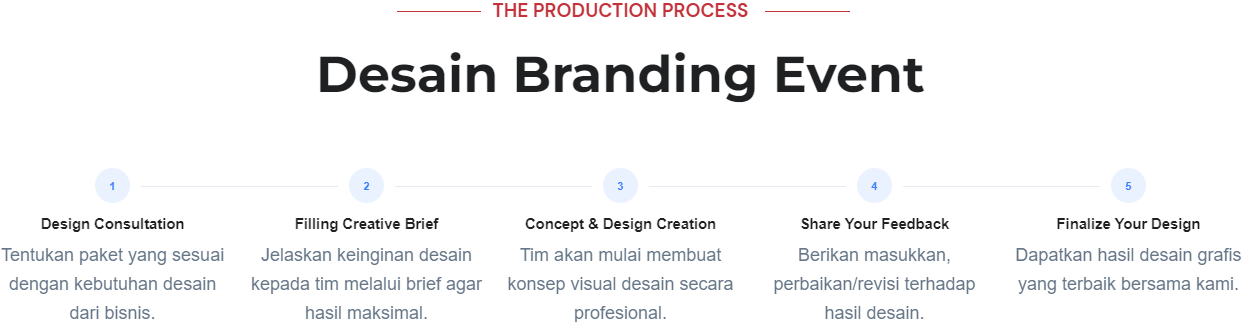 THE PRODUCTION PROCESS
Desain Branding Event
1
Design Consultation
Tentukan paket yang sesuai
dengan kebutuhan desain
dari bisnis.
2
Filling Creative Brief
Jelaskan keinginan desain
kepada tim melalui brief agar
hasil maksimal.
3
Concept & Design Creation
Tim akan mulai membuat
konsep visual desain secara
profesional.
4
Share Your Feedback
Berikan masukkan,
perbaikan/revisi terhadap
hasil desain.
5
Finalize Your Design
Dapatkan hasil desain grafis
yang terbaik bersama kami.